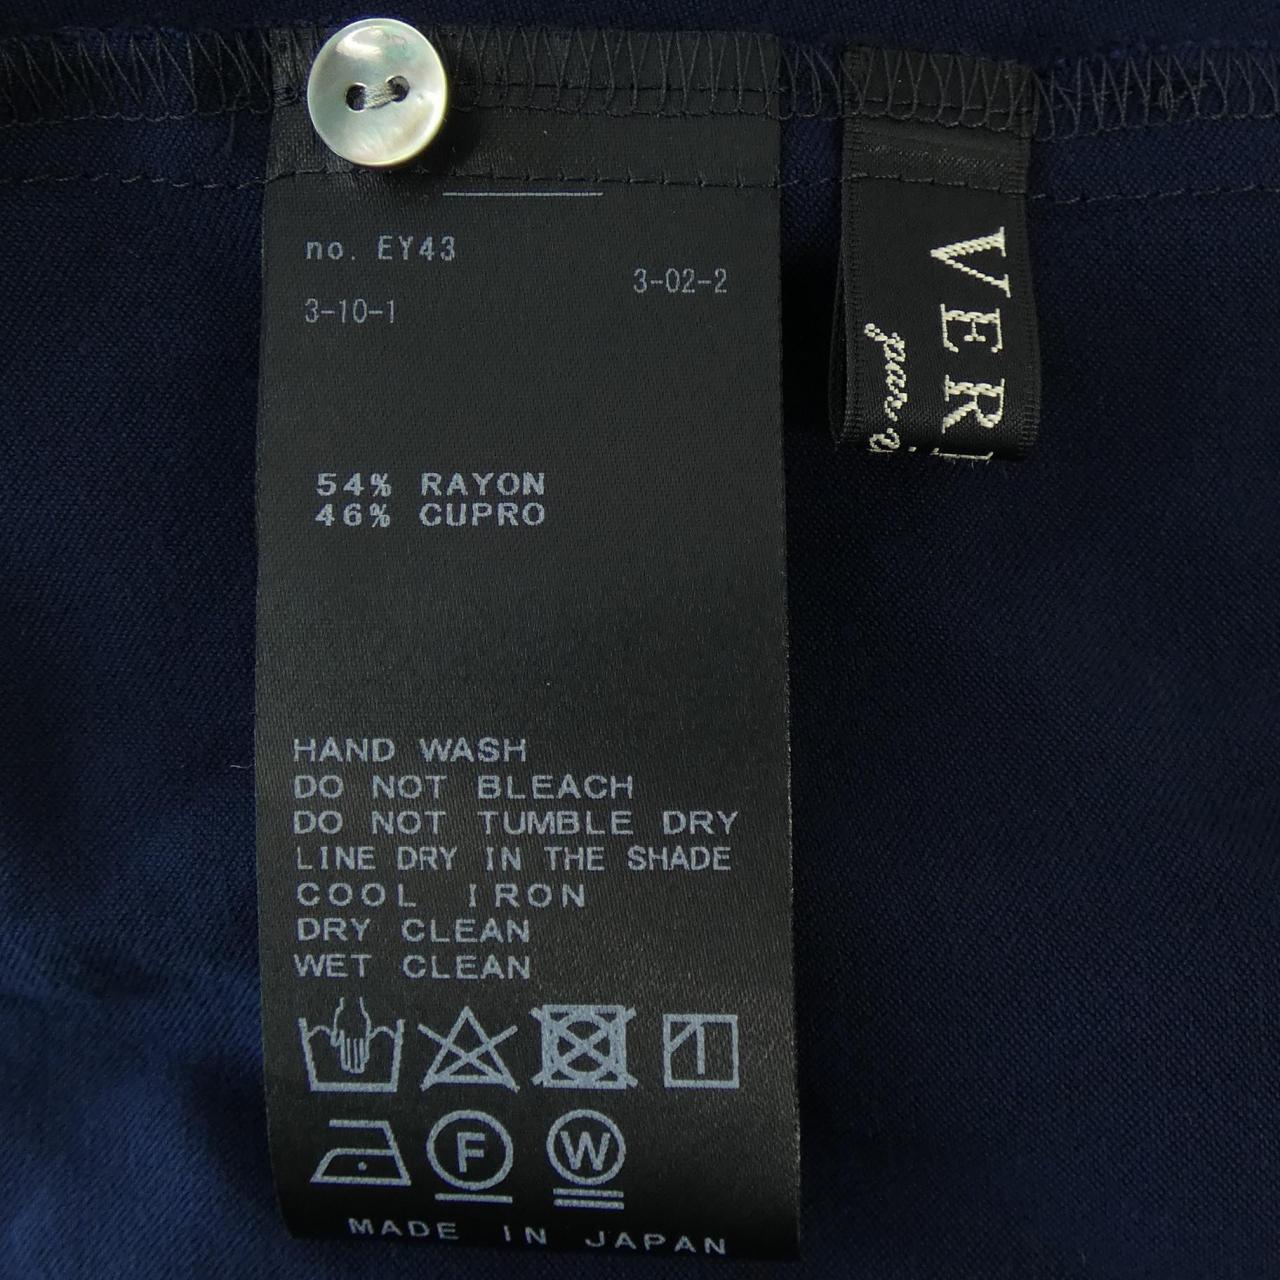 no. EY43
3-02-2
3-10-1
54% RAYON
46% CUPRO
HAND WASH
DO NOT BLEACH
DO NOT TUMBLE DRY
LINE DRY IN THE SHADE
COOL IRON
DRY CLEAN
WET CLEAN
F
W
MADE IN JAPAN
VER
par